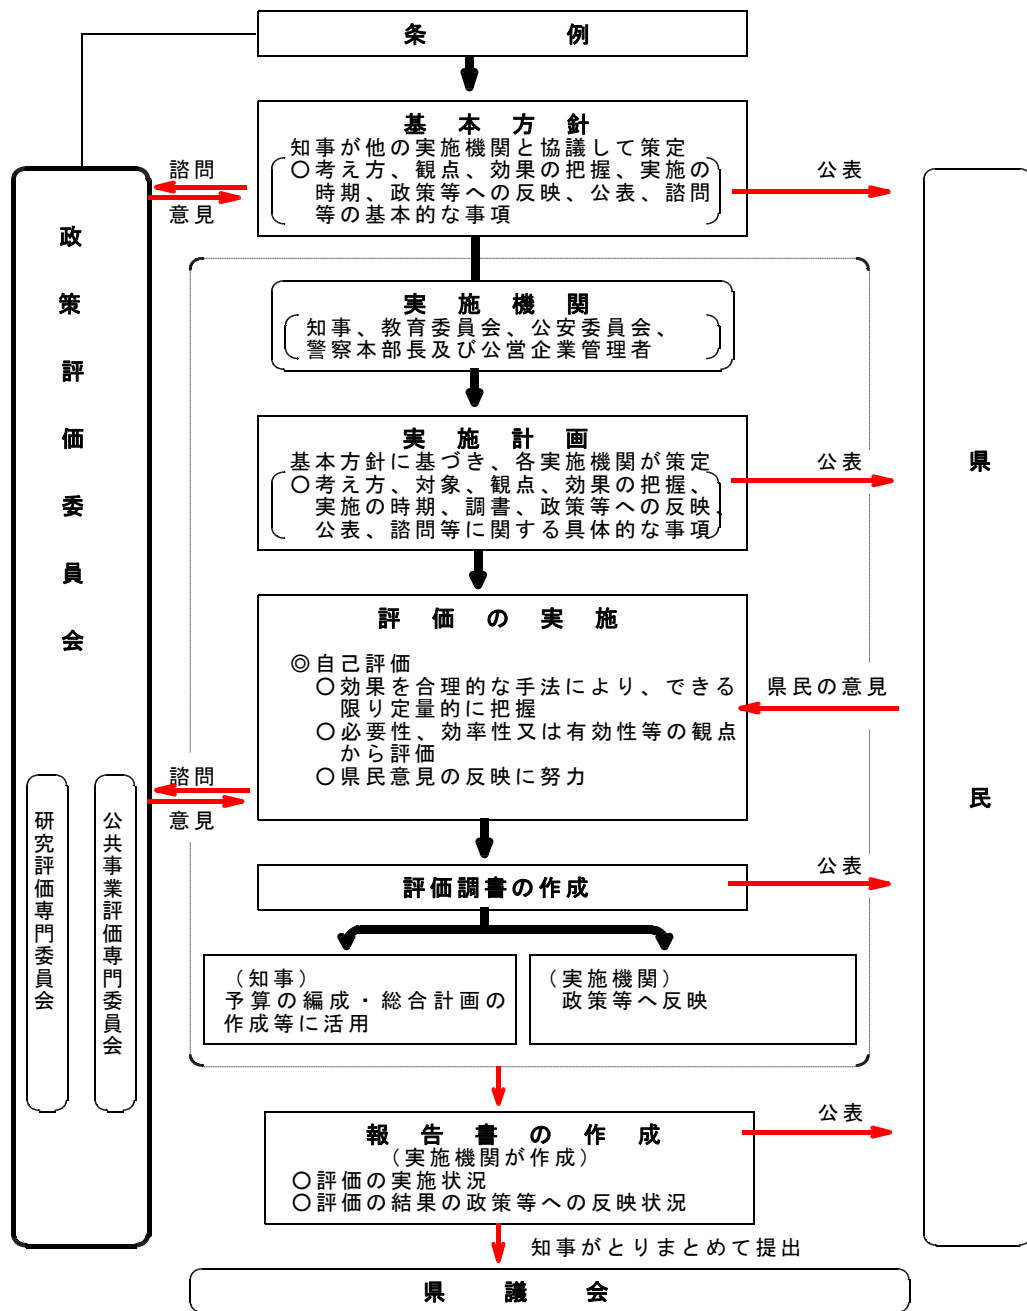 条例
基本方針
知事が他の実施機関と協議して策定
○考え方、観点、効果の把握、実施の
時期、政策等への反映、公表、諮問
等の基本的な事項
諮問
意見
公表
政策評価委員会
実施機関
知事、教育委員会、公安委員会、
警察本部長及び公営企業管理者
実施計画
基本方針に基づき、各実施機関が策定
○考え方、対象、観点、効果の把握、
実施の時期、調書、政策等への反映、
公表、諮問等に関する具体的な事項
公表
県民
評価の実施
◎自己評価
○効果を合理的な手法により、できる
限り定量的に把握
○必要性、効率性又は有効性等の観点
から評価
○県民意見の反映に努力
県民の意見
諮問
意見
研究評価専門委員会
公共事業評価専門委員会
評価調書の作成
公表
(知事)
予算の編成・総合計画の
作成等に活用
(実施機関)
政策等へ反映
報告書の作成
(実施機関が作成)
○評価の実施状況
○評価の結果の政策等への反映状況
公表
知事がとりまとめて提出
県議会